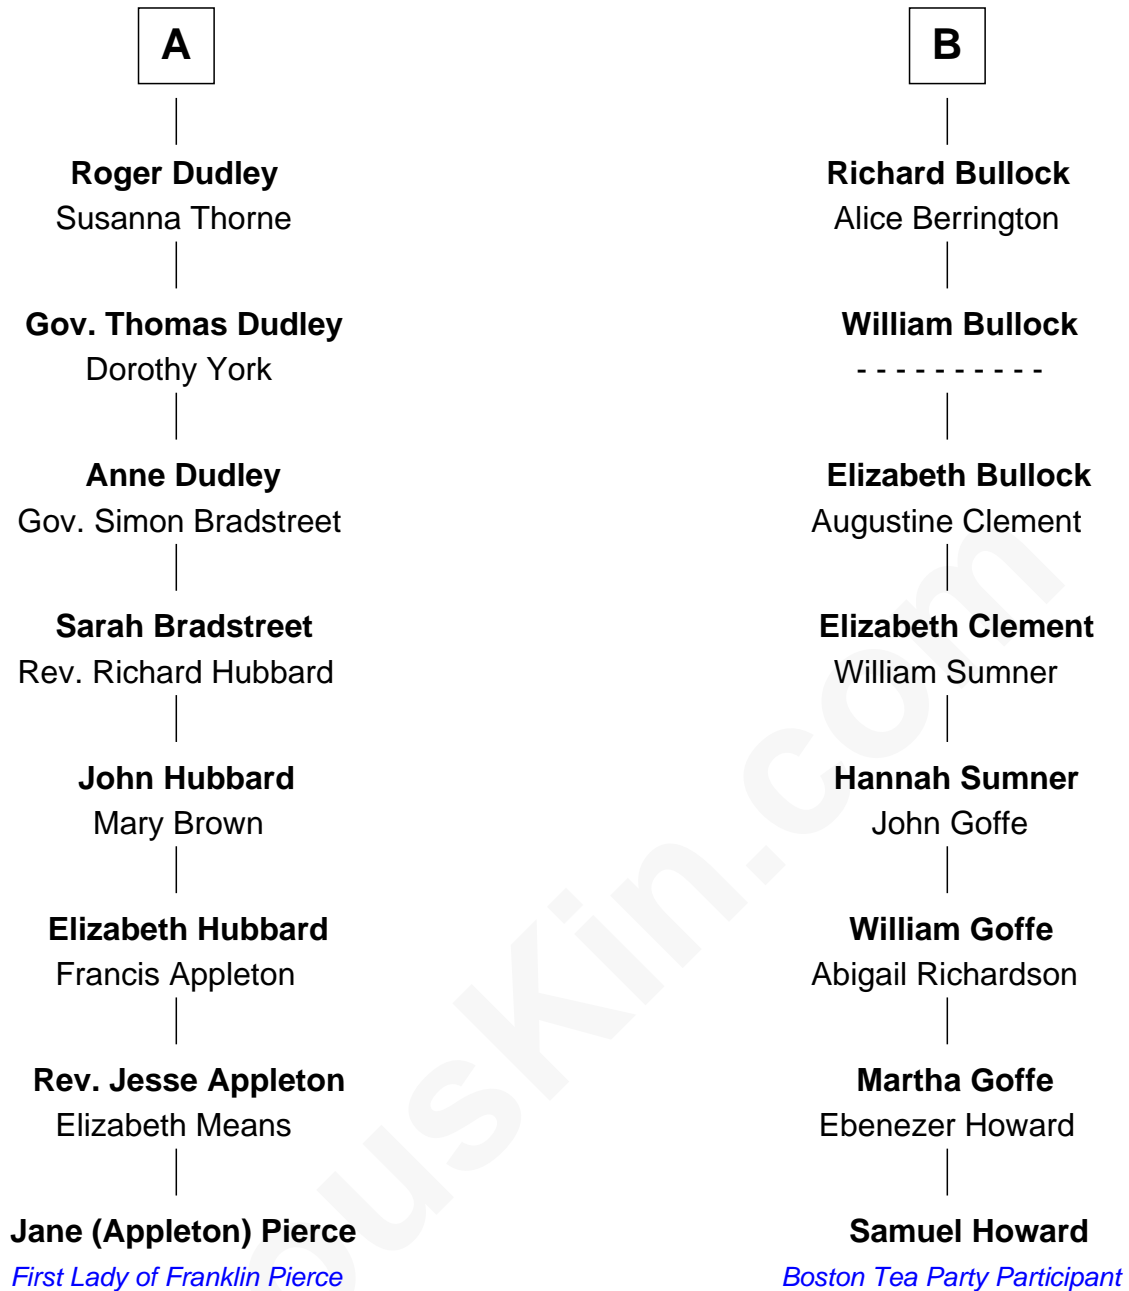 A
Roger Dudley
Susanna Thorne
Gov. Thomas Dudley
Dorothy York
Anne Dudley
Gov. Simon Bradstreet
Sarah Bradstreet
Rev. Richard Hubbard
John Hubbard
Mary Brown
Elizabeth Hubbard
Francis Appleton
Rev. Jesse Appleton
Elizabeth Means
Jane (Appleton) Pierce
First Lady of Franklin Pierce
B
Richard Bullock
Alice Berrington
William Bullock
- - - - - - - - - -
Elizabeth Bullock
Augustine Clement
Elizabeth Clement
William Sumner
Hannah Sumner
John Goffe
William Goffe
Abigail Richardson
Martha Goffe
Ebenezer Howard
Samuel Howard
Boston Tea Party Participant
ousKin.com